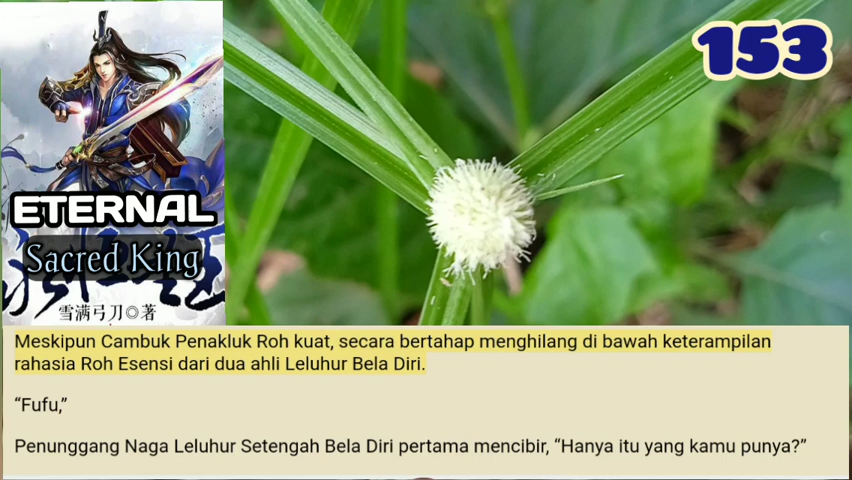 153
ETERNAL
Sacred King
雪满弓刀◎著
Meskipun Cambuk Penakluk Roh kuat, secara bertahap menghilang di bawah keterampilan
rahasia Roh Esensi dari dua ahli Leluhur Bela Diri.
“Fufu,”
Penunggang Naga Leluhur Setengah Bela Diri pertama mencibir, “Hanya itu yang kamu punya?”